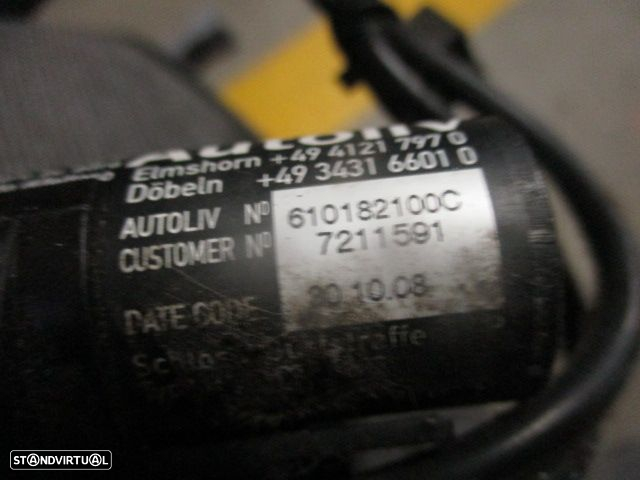 Autoliv
Elmshorn +49 4121 797 0
Döbeln +49 3431 6601 0
AUTOLIV No 610182100C
CUSTOMER No 7211591
DATE CODE 20.10.08
STANDVIRTUAL